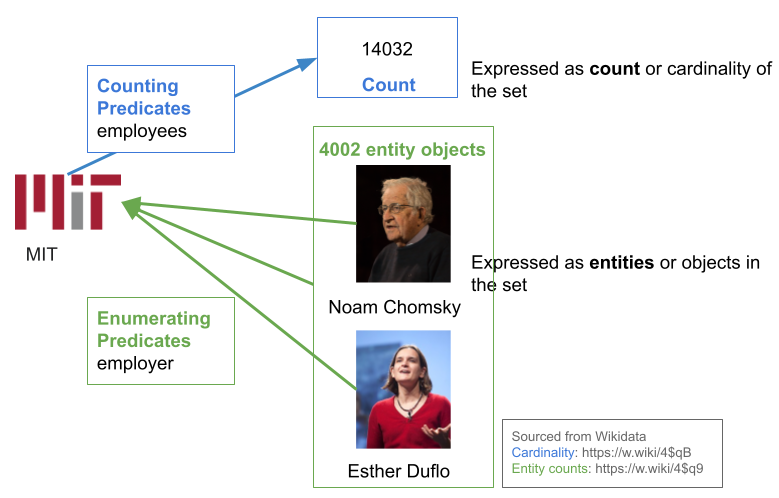 14032
Count
Expressed as count or cardinality of
the set
Counting
Predicates
employees
4002 entity objects
MiT
MIT
Expressed as entities or objects in
the set
Noam Chomsky
Enumerating
Predicates
employer
Esther Duflo
Sourced from Wikidata
Cardinality: https://w.wiki/4$qB
Entity counts: https://w.wiki/4$q9